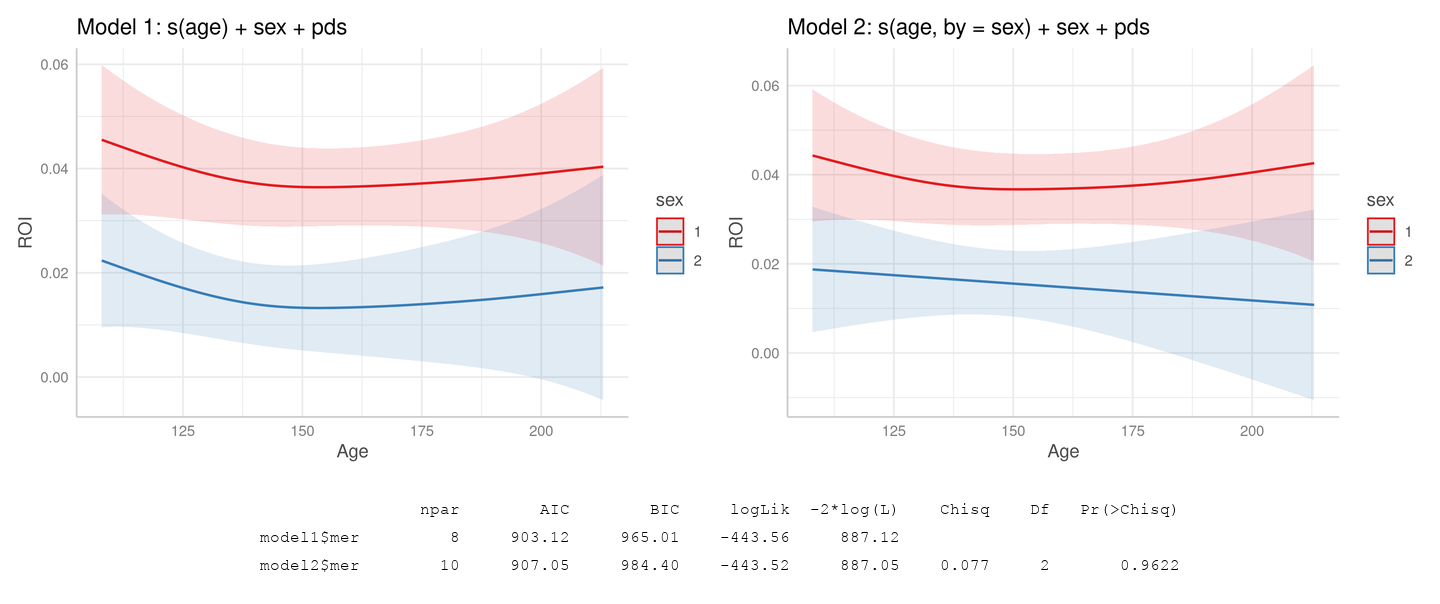 Model 1: s(age) + sex + pds
0.06
0.04
0.02
0.00
ROI
125 150 175 200
Age
sex
1
2
Model 2: s(age, by = sex) + sex + pds
0.06
0.04
0.02
0.00
ROI
125 150 175 200
Age
sex
1
2
npar AIC BIC logLik -2*log(L) Chisq Df Pr(>Chisq)
model1$mer 8 903.12 965.01 -443.56 887.12
model2$mer 10 907.05 984.40 -443.52 887.05 0.077 2 0.9622